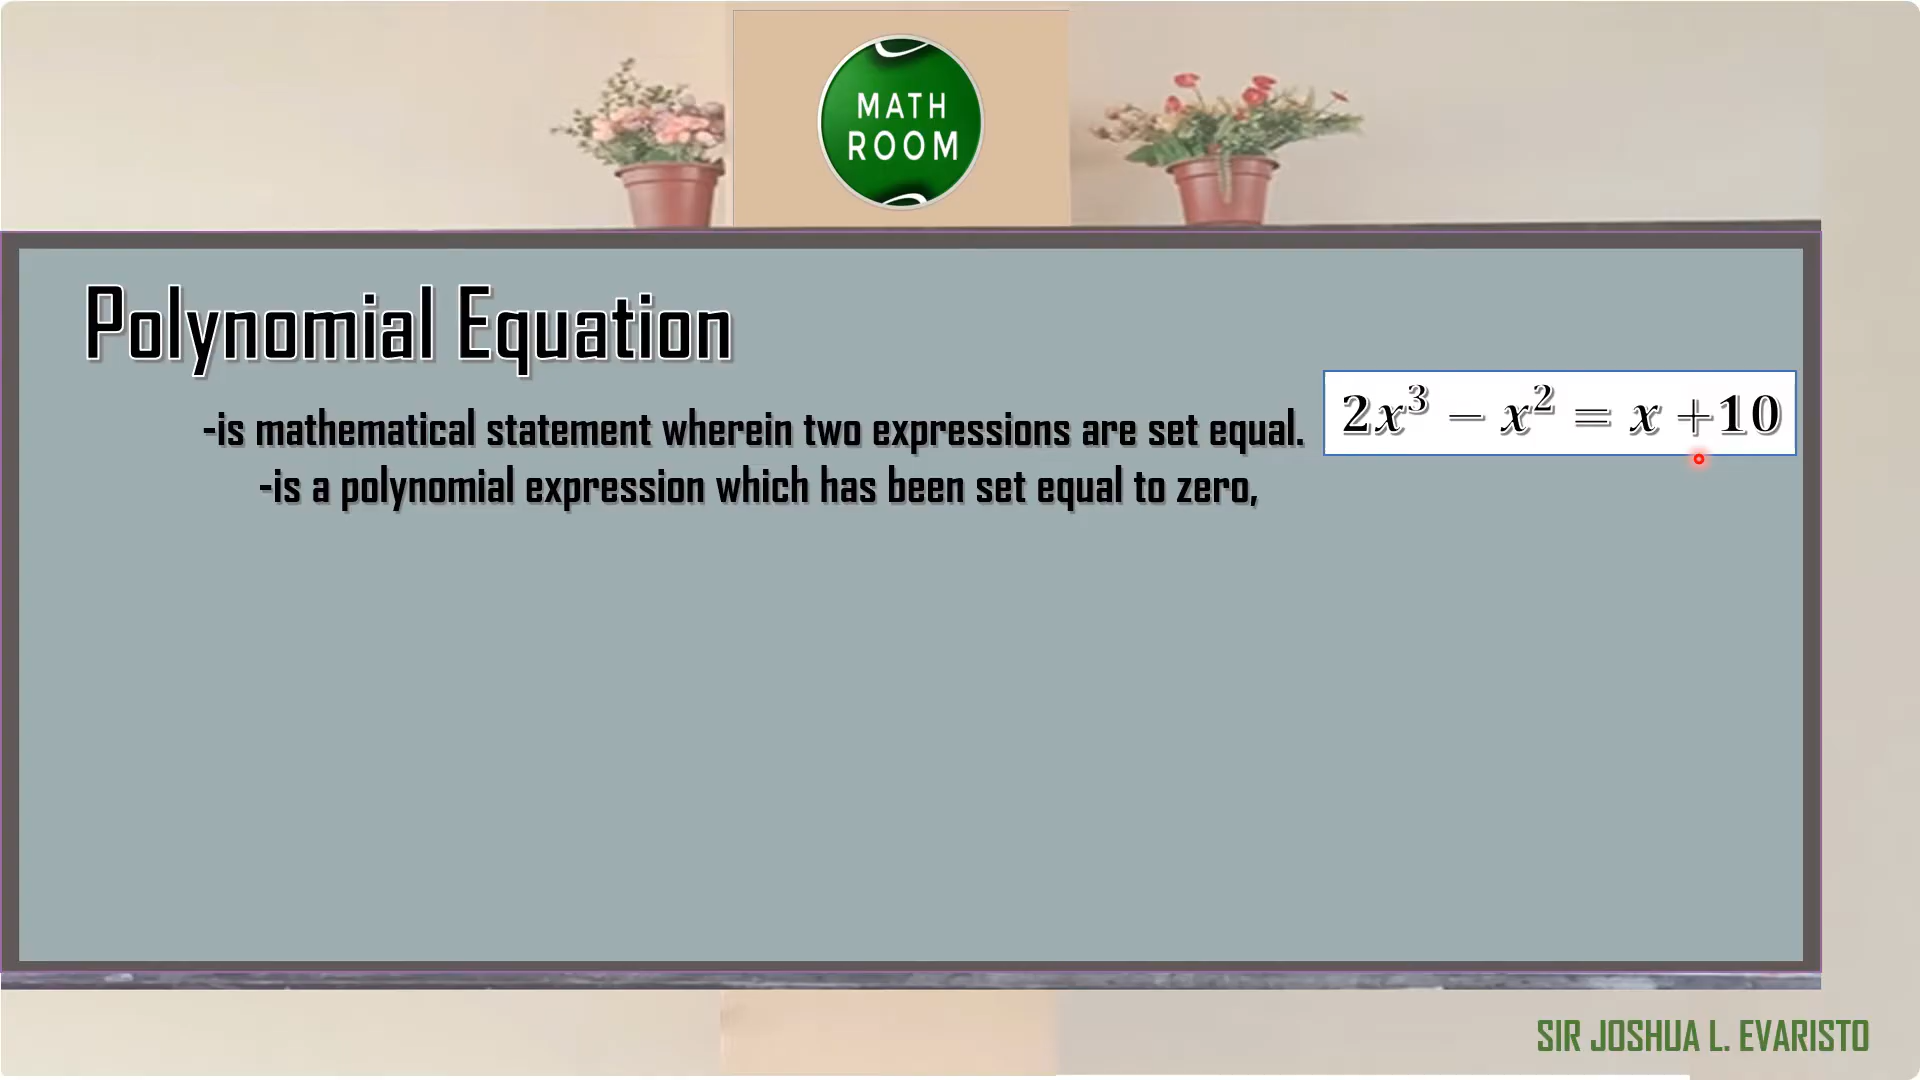 MATH
ROOM
Polynomial Equation
-is mathematical statement wherein two expressions are set equal.
2x³ − x² = x +10
-is a polynomial expression which has been set equal to zero,
SIR JOSHUA L. EVARISTO